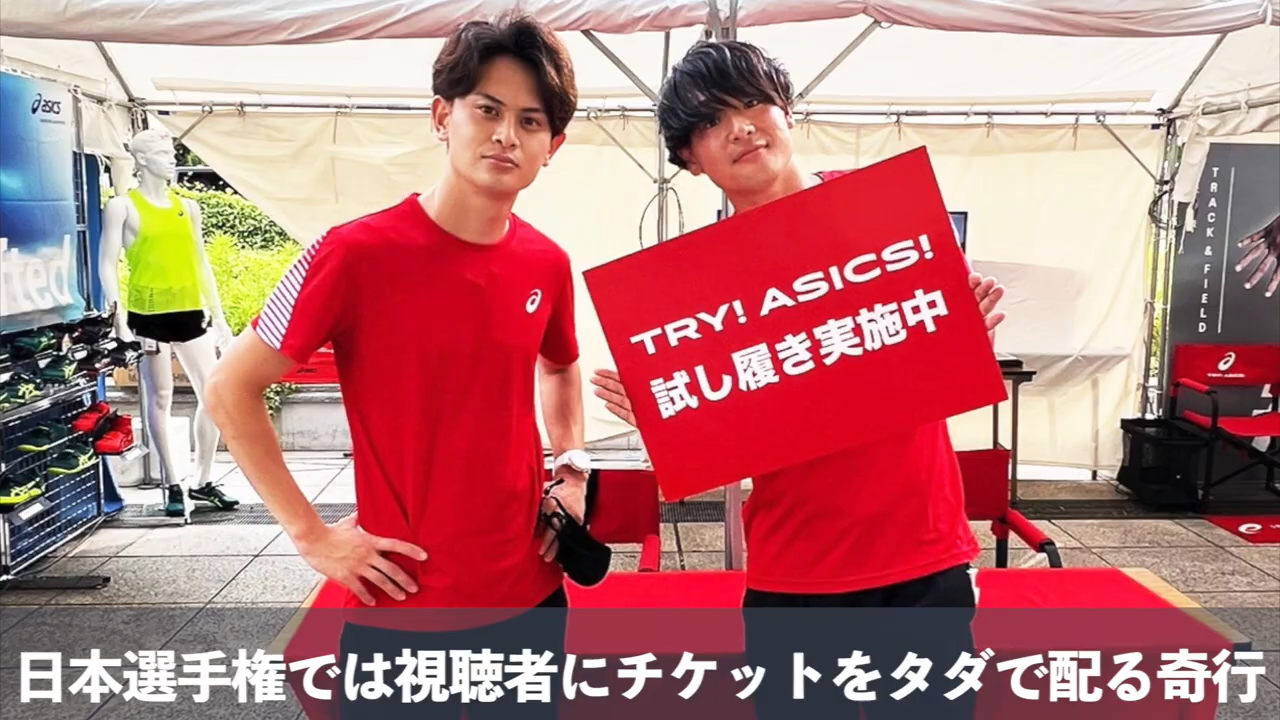 asics
TRACK & FIELD
TRY! ASICS!
試し履き実施中
日本選手権では視聴者にチケットをタダで配る奇行